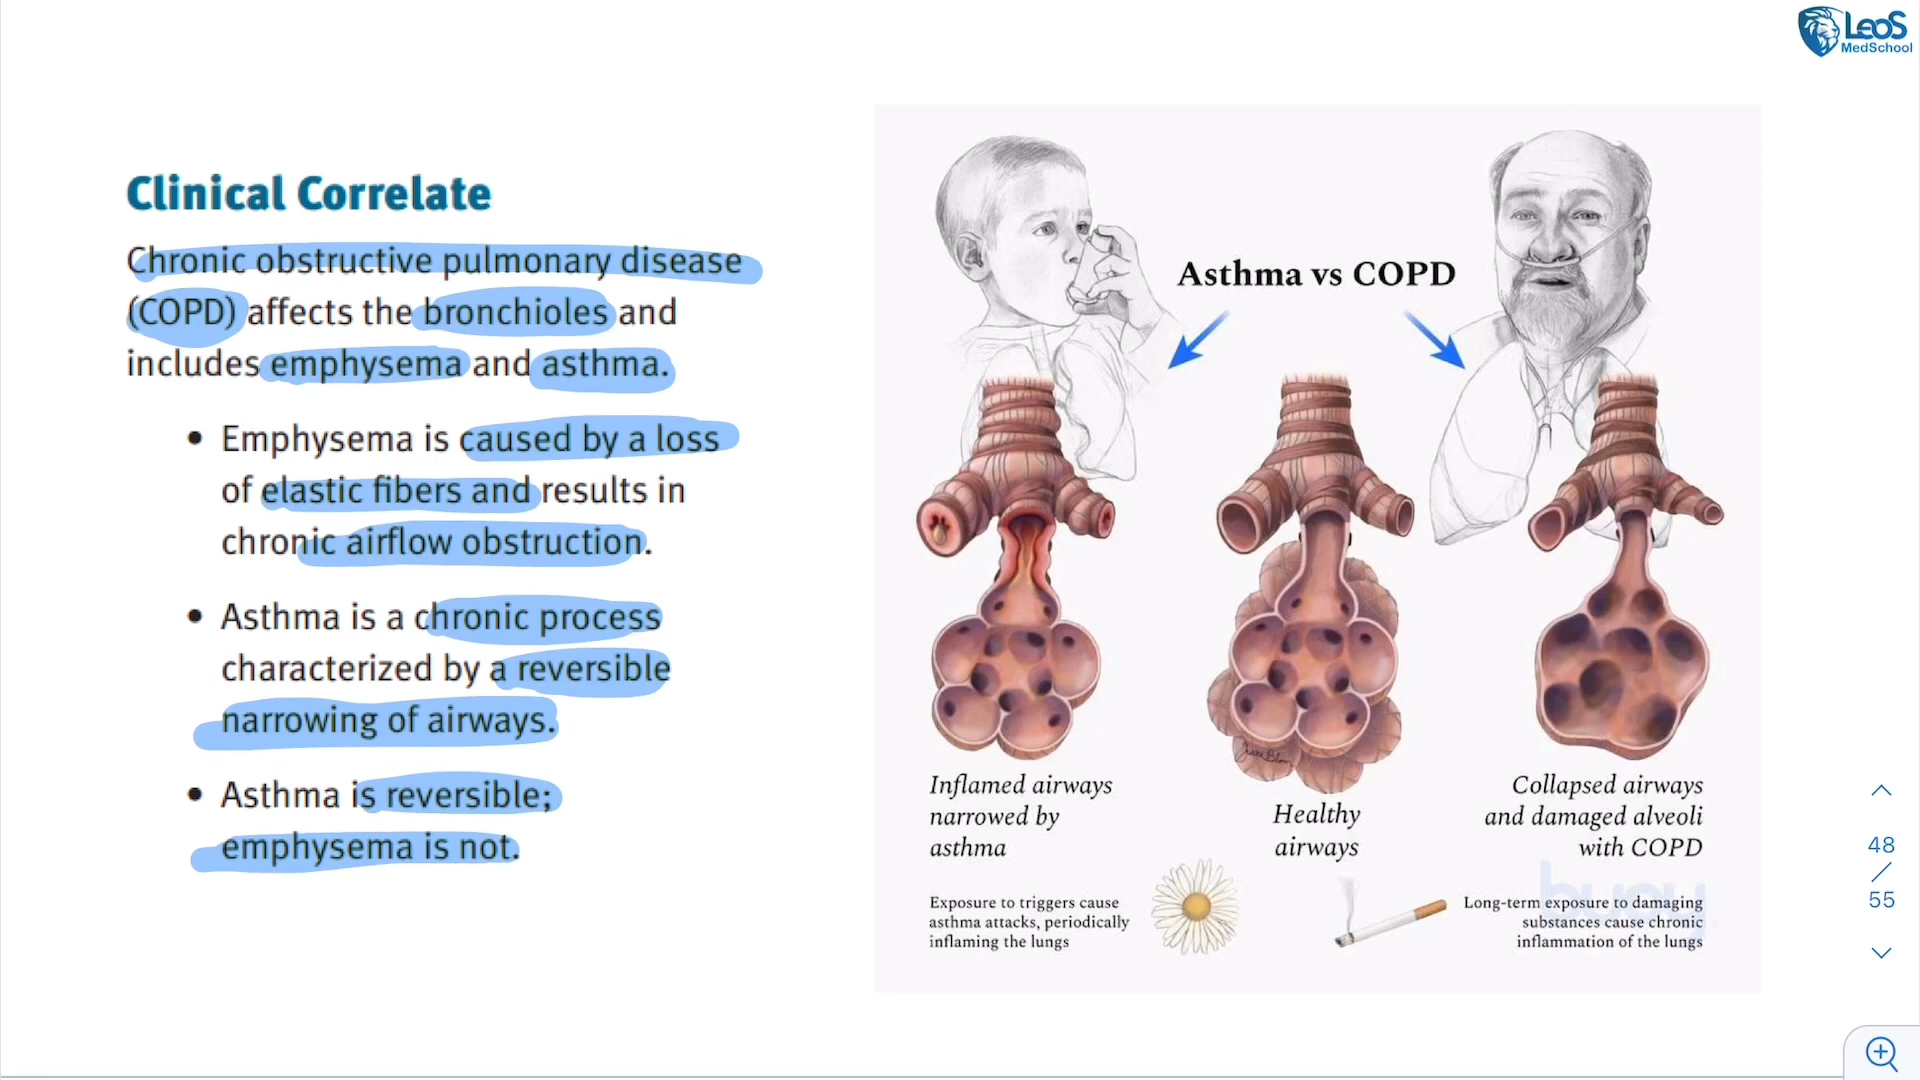 LeoS
MedSchool
Clinical Correlate
Chronic obstructive pulmonary disease
(COPD) affects the bronchioles and
includes emphysema and asthma.
• Emphysema is caused by a loss
of elastic fibers and results in
chronic airflow obstruction.
• Asthma is a chronic process
characterized by a reversible
narrowing of airways.
• Asthma is reversible;
emphysema is not.
Asthma vs COPD
Inflamed airways
narrowed by
asthma
Healthy
airways
Collapsed airways
and damaged alveoli
with COPD
Exposure to triggers cause
asthma attacks, periodically
inflaming the lungs
Long-term exposure to damaging
substances cause chronic
inflammation of the lungs
buoy
48
/
55